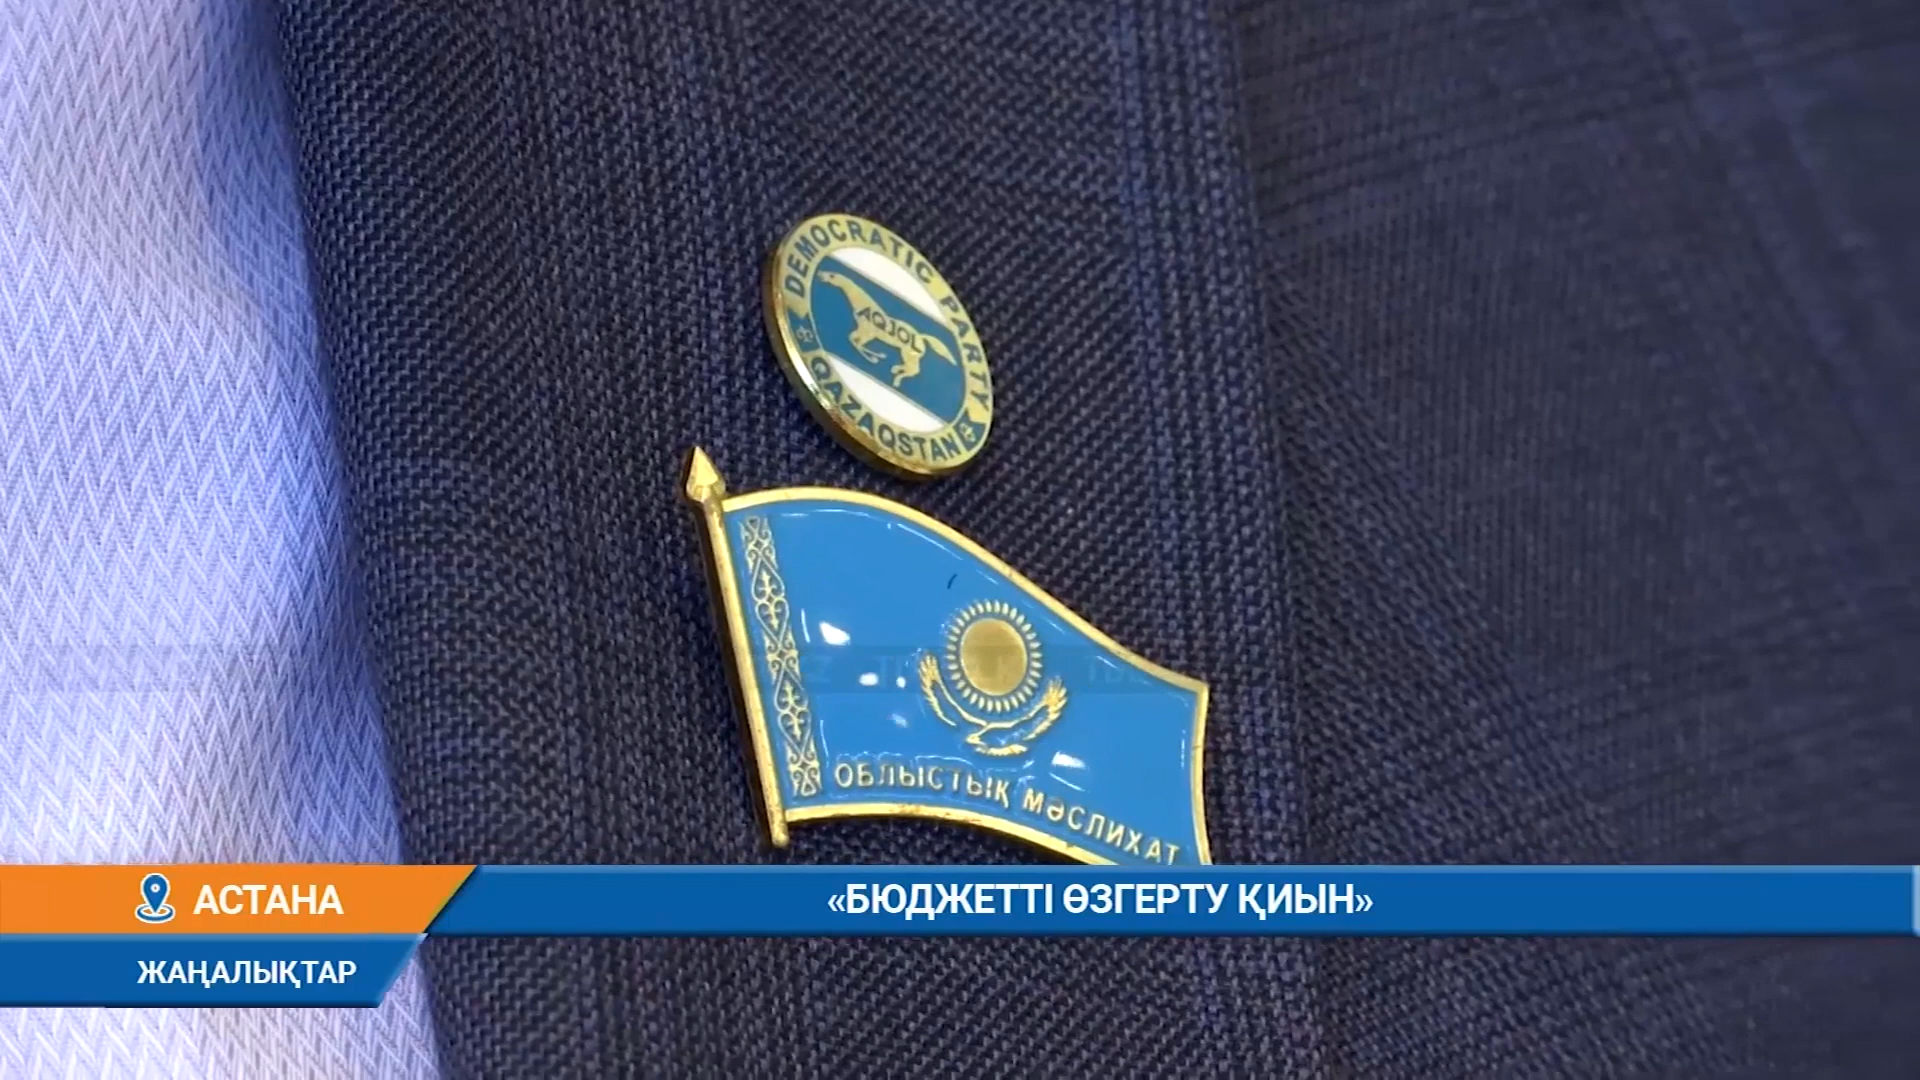 DEMOCRATIC PARTY
AQJOL
QAZAQSTAN
ОБЛЫСТЫҚ МӘСЛИХАТ
АСТАНА
«БЮДЖЕТТІ ӨЗГЕРТУ ҚИЫН»
ЖАҢАЛЫҚТАР